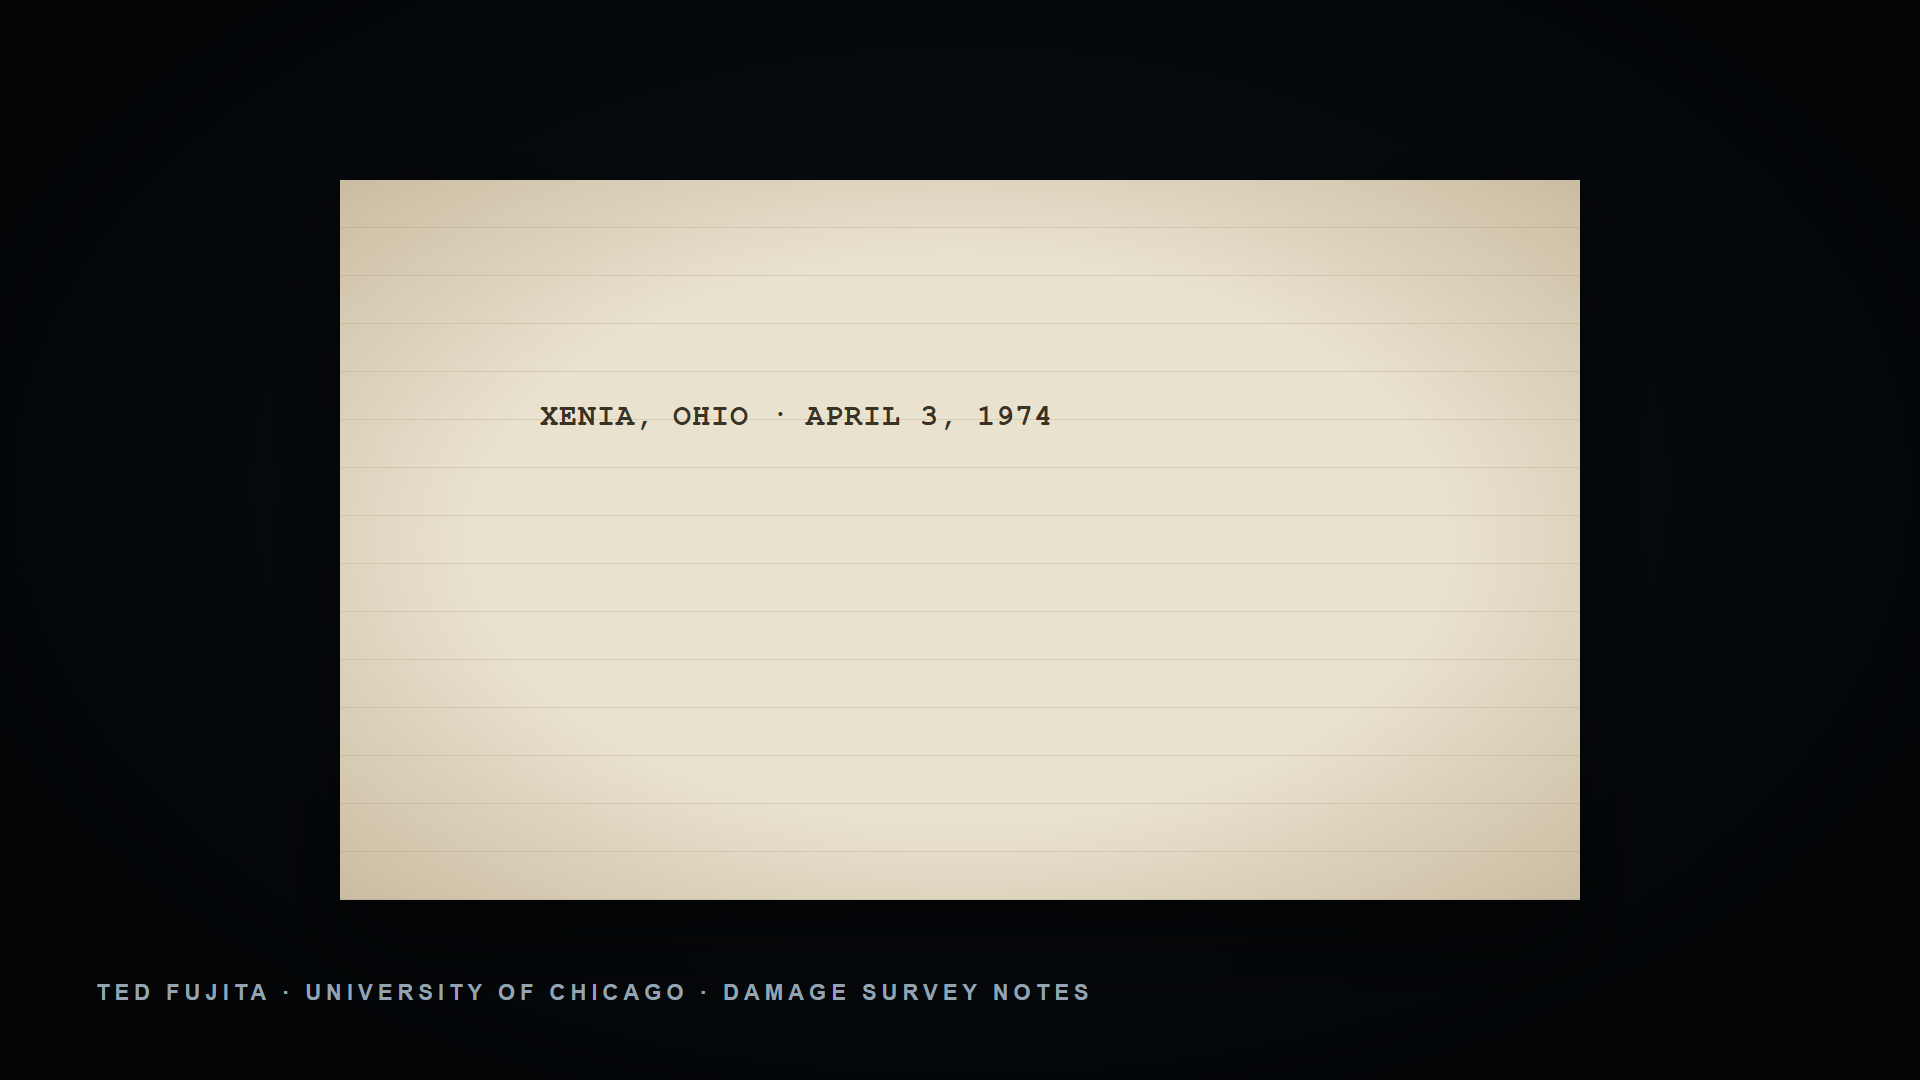 XENIA, OHIO · APRIL 3, 1974
TED FUJITA · UNIVERSITY OF CHICAGO · DAMAGE SURVEY NOTES